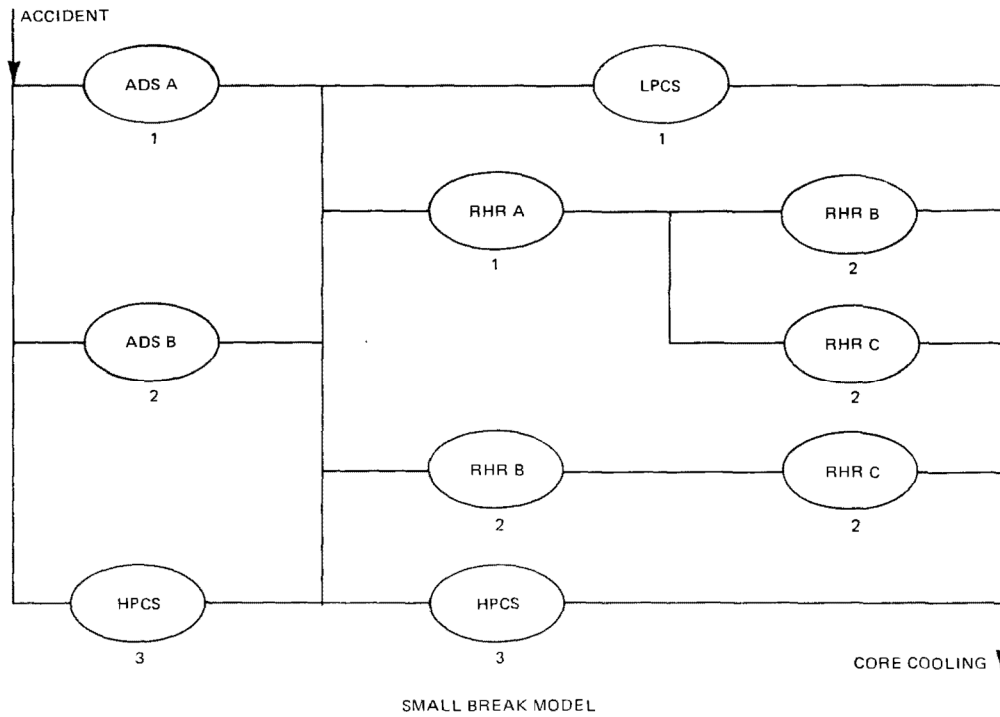 ACCIDENT
ADS A
1
LPCS
1
RHR A
1
RHR B
2
ADS B
2
RHR C
2
RHR B
2
RHR C
2
HPCS
3
HPCS
3
CORE COOLING
SMALL BREAK MODEL